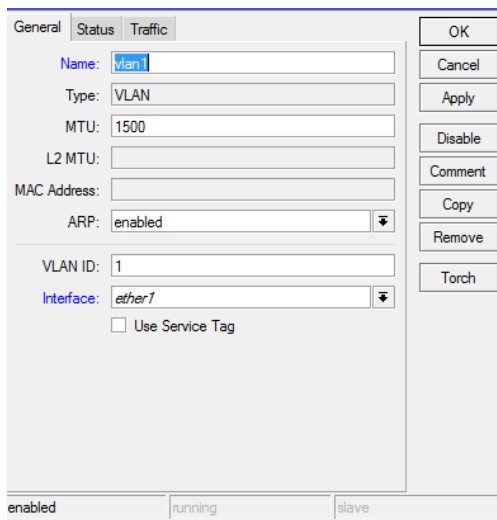 General Status Traffic
Name: vlan1
Type: VLAN
MTU: 1500
L2 MTU:
MAC Address:
ARP: enabled
VLAN ID: 1
Interface: ether1
Use Service Tag
OK
Cancel
Apply
Disable
Comment
Copy
Remove
Torch
enabled running slave